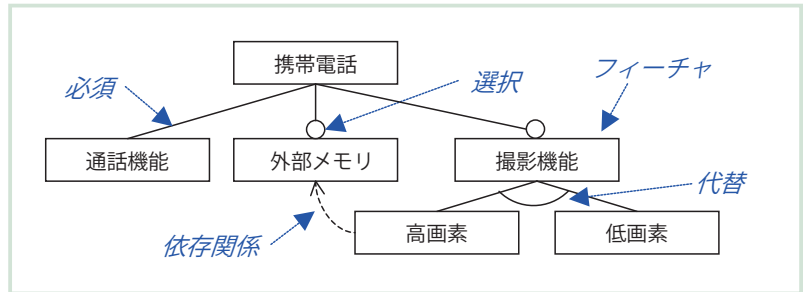 携帯電話
必須
選択
フィーチャ
通話機能
外部メモリ
撮影機能
代替
依存関係
高画素
低画素